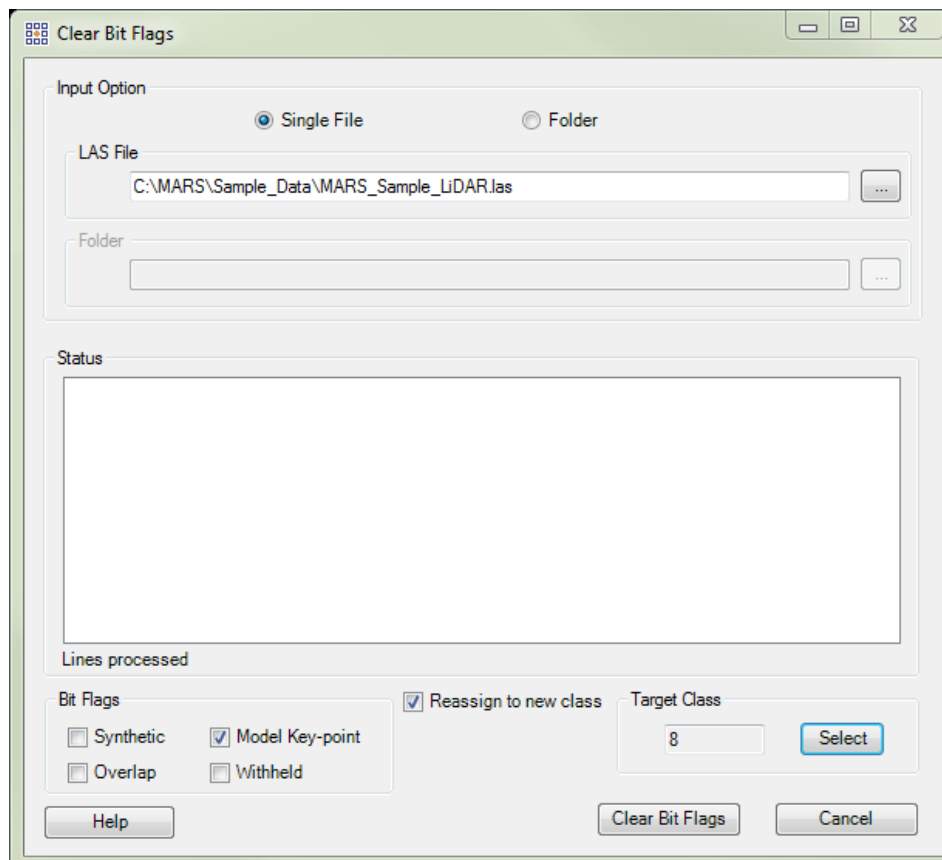 Clear Bit Flags
Input Option
Single File Folder
LAS File
C:\MARS\Sample_Data\MARS_Sample_LiDAR.las ...
Folder
...
Status
Lines processed
Bit Flags Reassign to new class Target Class
Synthetic Model Key-point 8 Select
Overlap Withheld
Help Clear Bit Flags Cancel